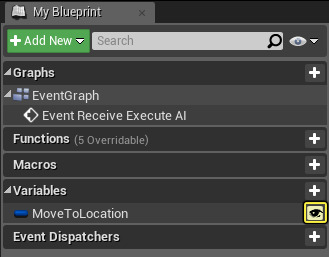 My Blueprint
Add New Search
Graphs
EventGraph
Event Receive Execute AI
Functions (5 Overridable)
Macros
Variables
MoveToLocation
Event Dispatchers